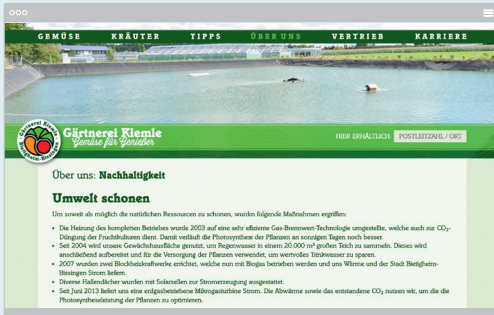 GEMÜSE KRÄUTER TIPPS ÜBER UNS VERTRIEB KARRIERE
Gärtnerei Kiemle
Bietigheim-Bissingen
Gärtnerei Kiemle
Gemüse für Genießer
HIER ERHÄLTLICH: POSTLEITZAHL / ORT
Über uns: Nachhaltigkeit
Umwelt schonen
Um soweit als möglich die natürlichen Ressourcen zu schonen, wurden folgende Maßnahmen ergriffen:
• Die Heizung des kompletten Betriebes wurde 2003 auf eine sehr effiziente Gas-Brennwert-Technologie umgestellte, welche auch zur CO₂-
Düngung der Fruchtkulturen dient. Damit verläuft die Photosynthese der Pflanzen an sonnigen Tagen noch besser.
• Seit 2004 wird unsere Gewächshausfläche genutzt, um Regenwasser in einem 20.000 m³ großen Teich zu sammeln. Dieses wird
anschließend aufbereitet und für die Versorgung der Pflanzen verwendet, um wertvolles Trinkwasser zu sparen.
• 2007 wurden zwei Blockheizkraftwerke errichtet, welche nun mit Biogas betrieben werden und uns Wärme und der Stadt Bietigheim-
Bissingen Strom liefern.
• Diverse Hallendächer wurden mit Solarzellen zur Stromerzeugung ausgestattet.
• Seit Juni 2013 liefert uns eine erdgasbetriebene Mikrogasturbine Strom. Die Abwärme sowie das entstandene CO₂ nutzen wir, um die die
Photosyntheseleistung der Pflanzen zu optimieren.